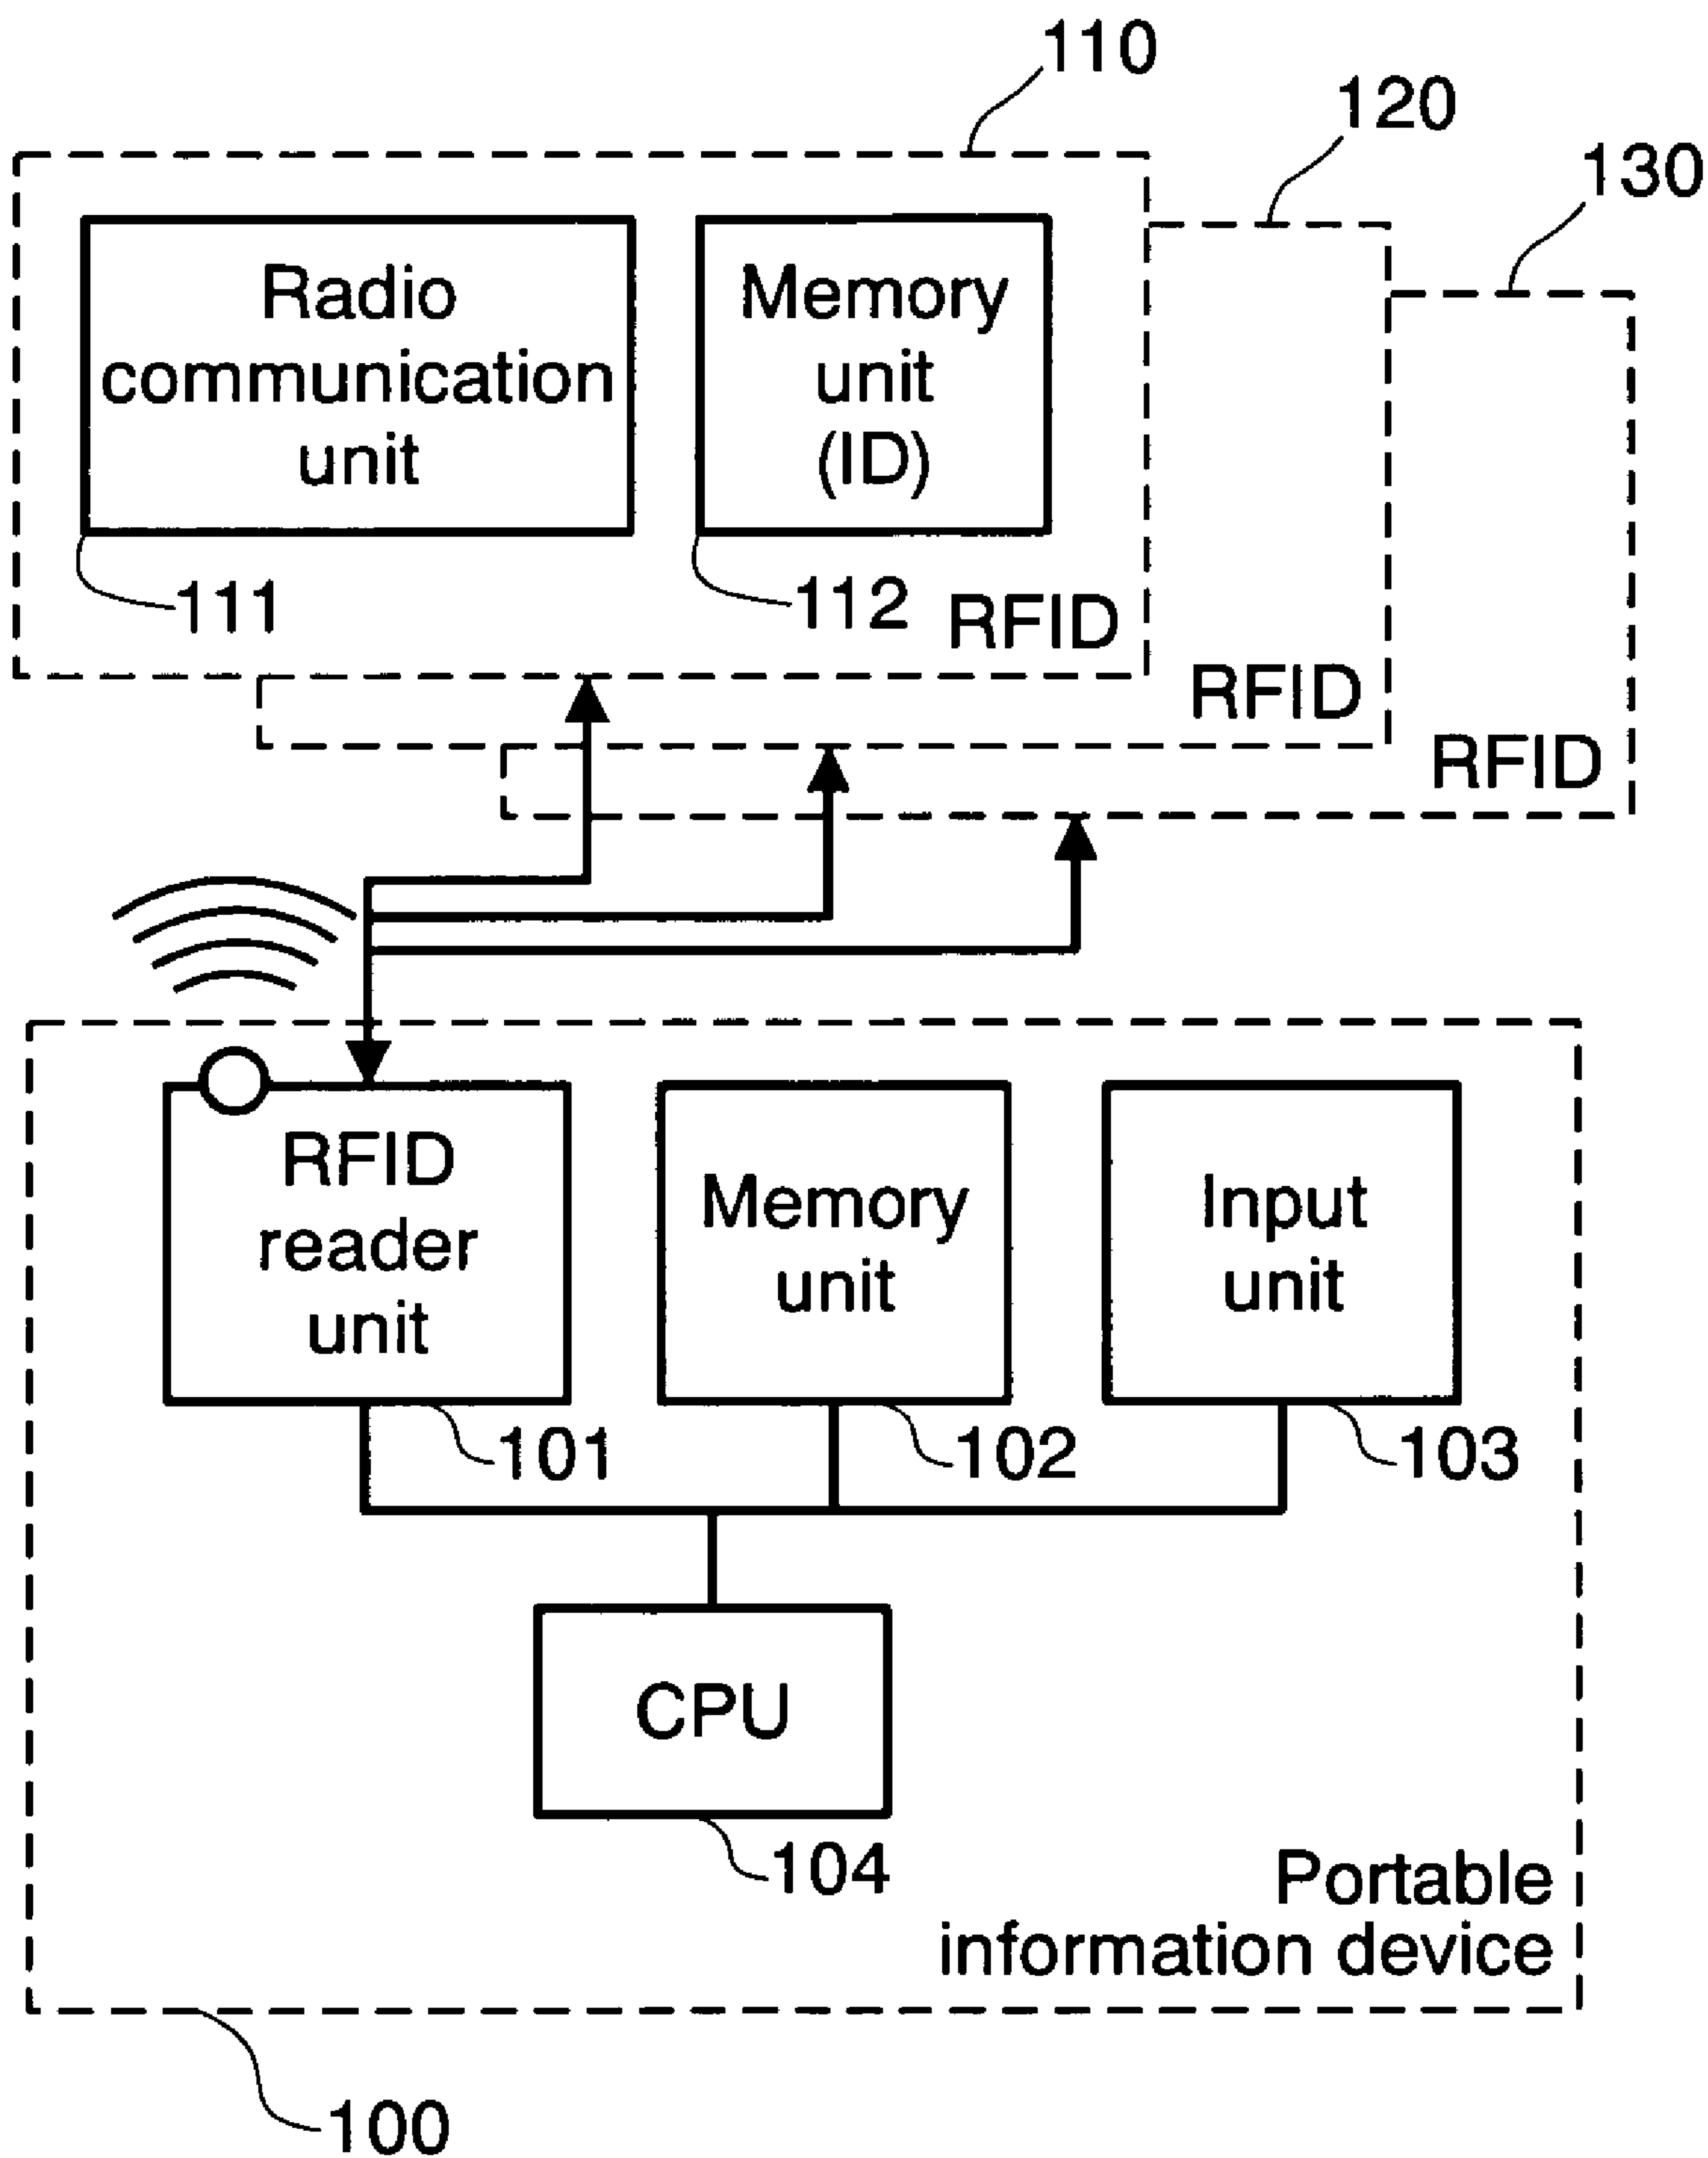 110
120
130
Radio
communication
unit
Memory
unit
(ID)
111
112
RFID
RFID
RFID
RFID
reader
unit
Memory
unit
Input
unit
101
102
103
CPU
104
Portable
information device
100